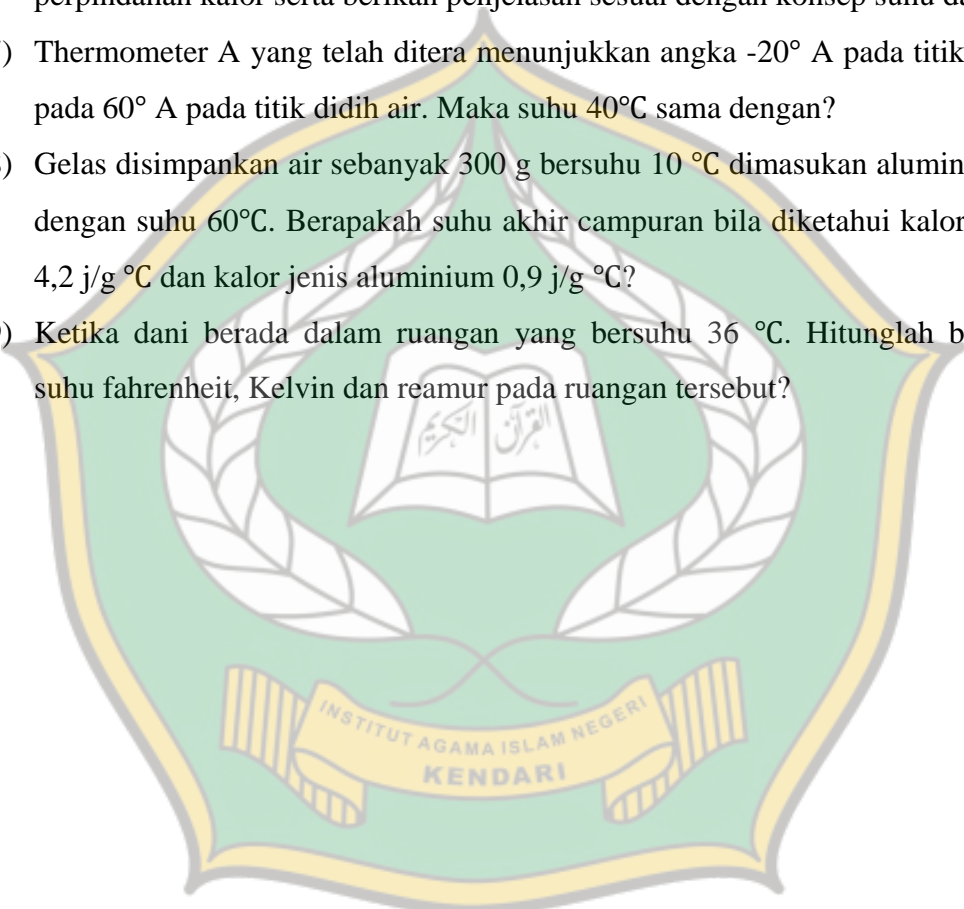 perpindahan kalor serta berikan penjelasan sesuai dengan konsep suhu da
) Thermometer A yang telah ditera menunjukkan angka -20° A pada titik
pada 60° A pada titik didih air. Maka suhu 40℃ sama dengan?
) Gelas disimpankan air sebanyak 300 g bersuhu 10 ℃ dimasukan alumin
dengan suhu 60℃. Berapakah suhu akhir campuran bila diketahui kalor
4,2 j/g ℃ dan kalor jenis aluminium 0,9 j/g ℃?
) Ketika dani berada dalam ruangan yang bersuhu 36 ℃. Hitunglah b
suhu fahrenheit, Kelvin dan reamur pada ruangan tersebut?
القرآن الكريم
INSTITUT AGAMA ISLAM NEGERI
KENDARI